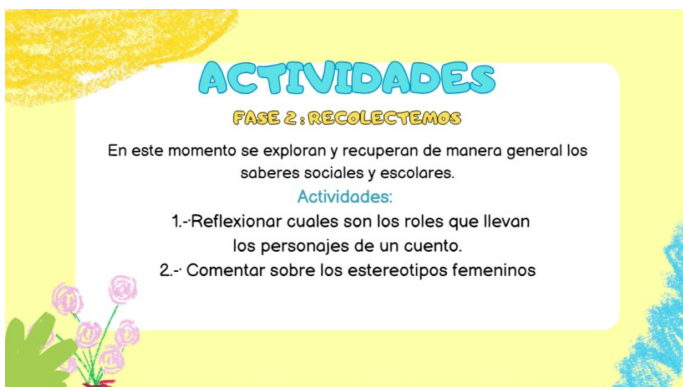 ACTIVIDADES
FASE 2 : RECOLECTEMOS
En este momento se exploran y recuperan de manera general los
saberes sociales y escolares.
Actividades:
1.-·Reflexionar cuales son los roles que llevan
los personajes de un cuento.
2.-· Comentar sobre los estereotipos femeninos